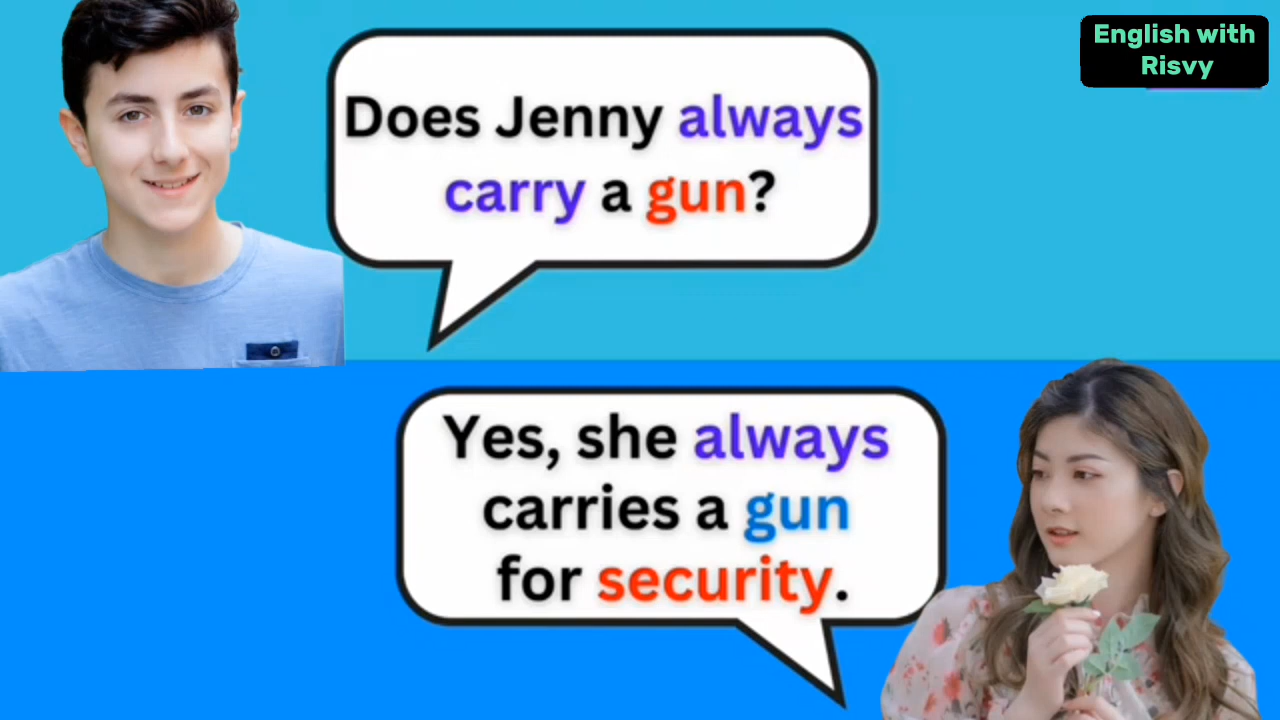 English with
Risvy
Does Jenny always
carry a gun?
Yes, she always
carries a gun
for security.